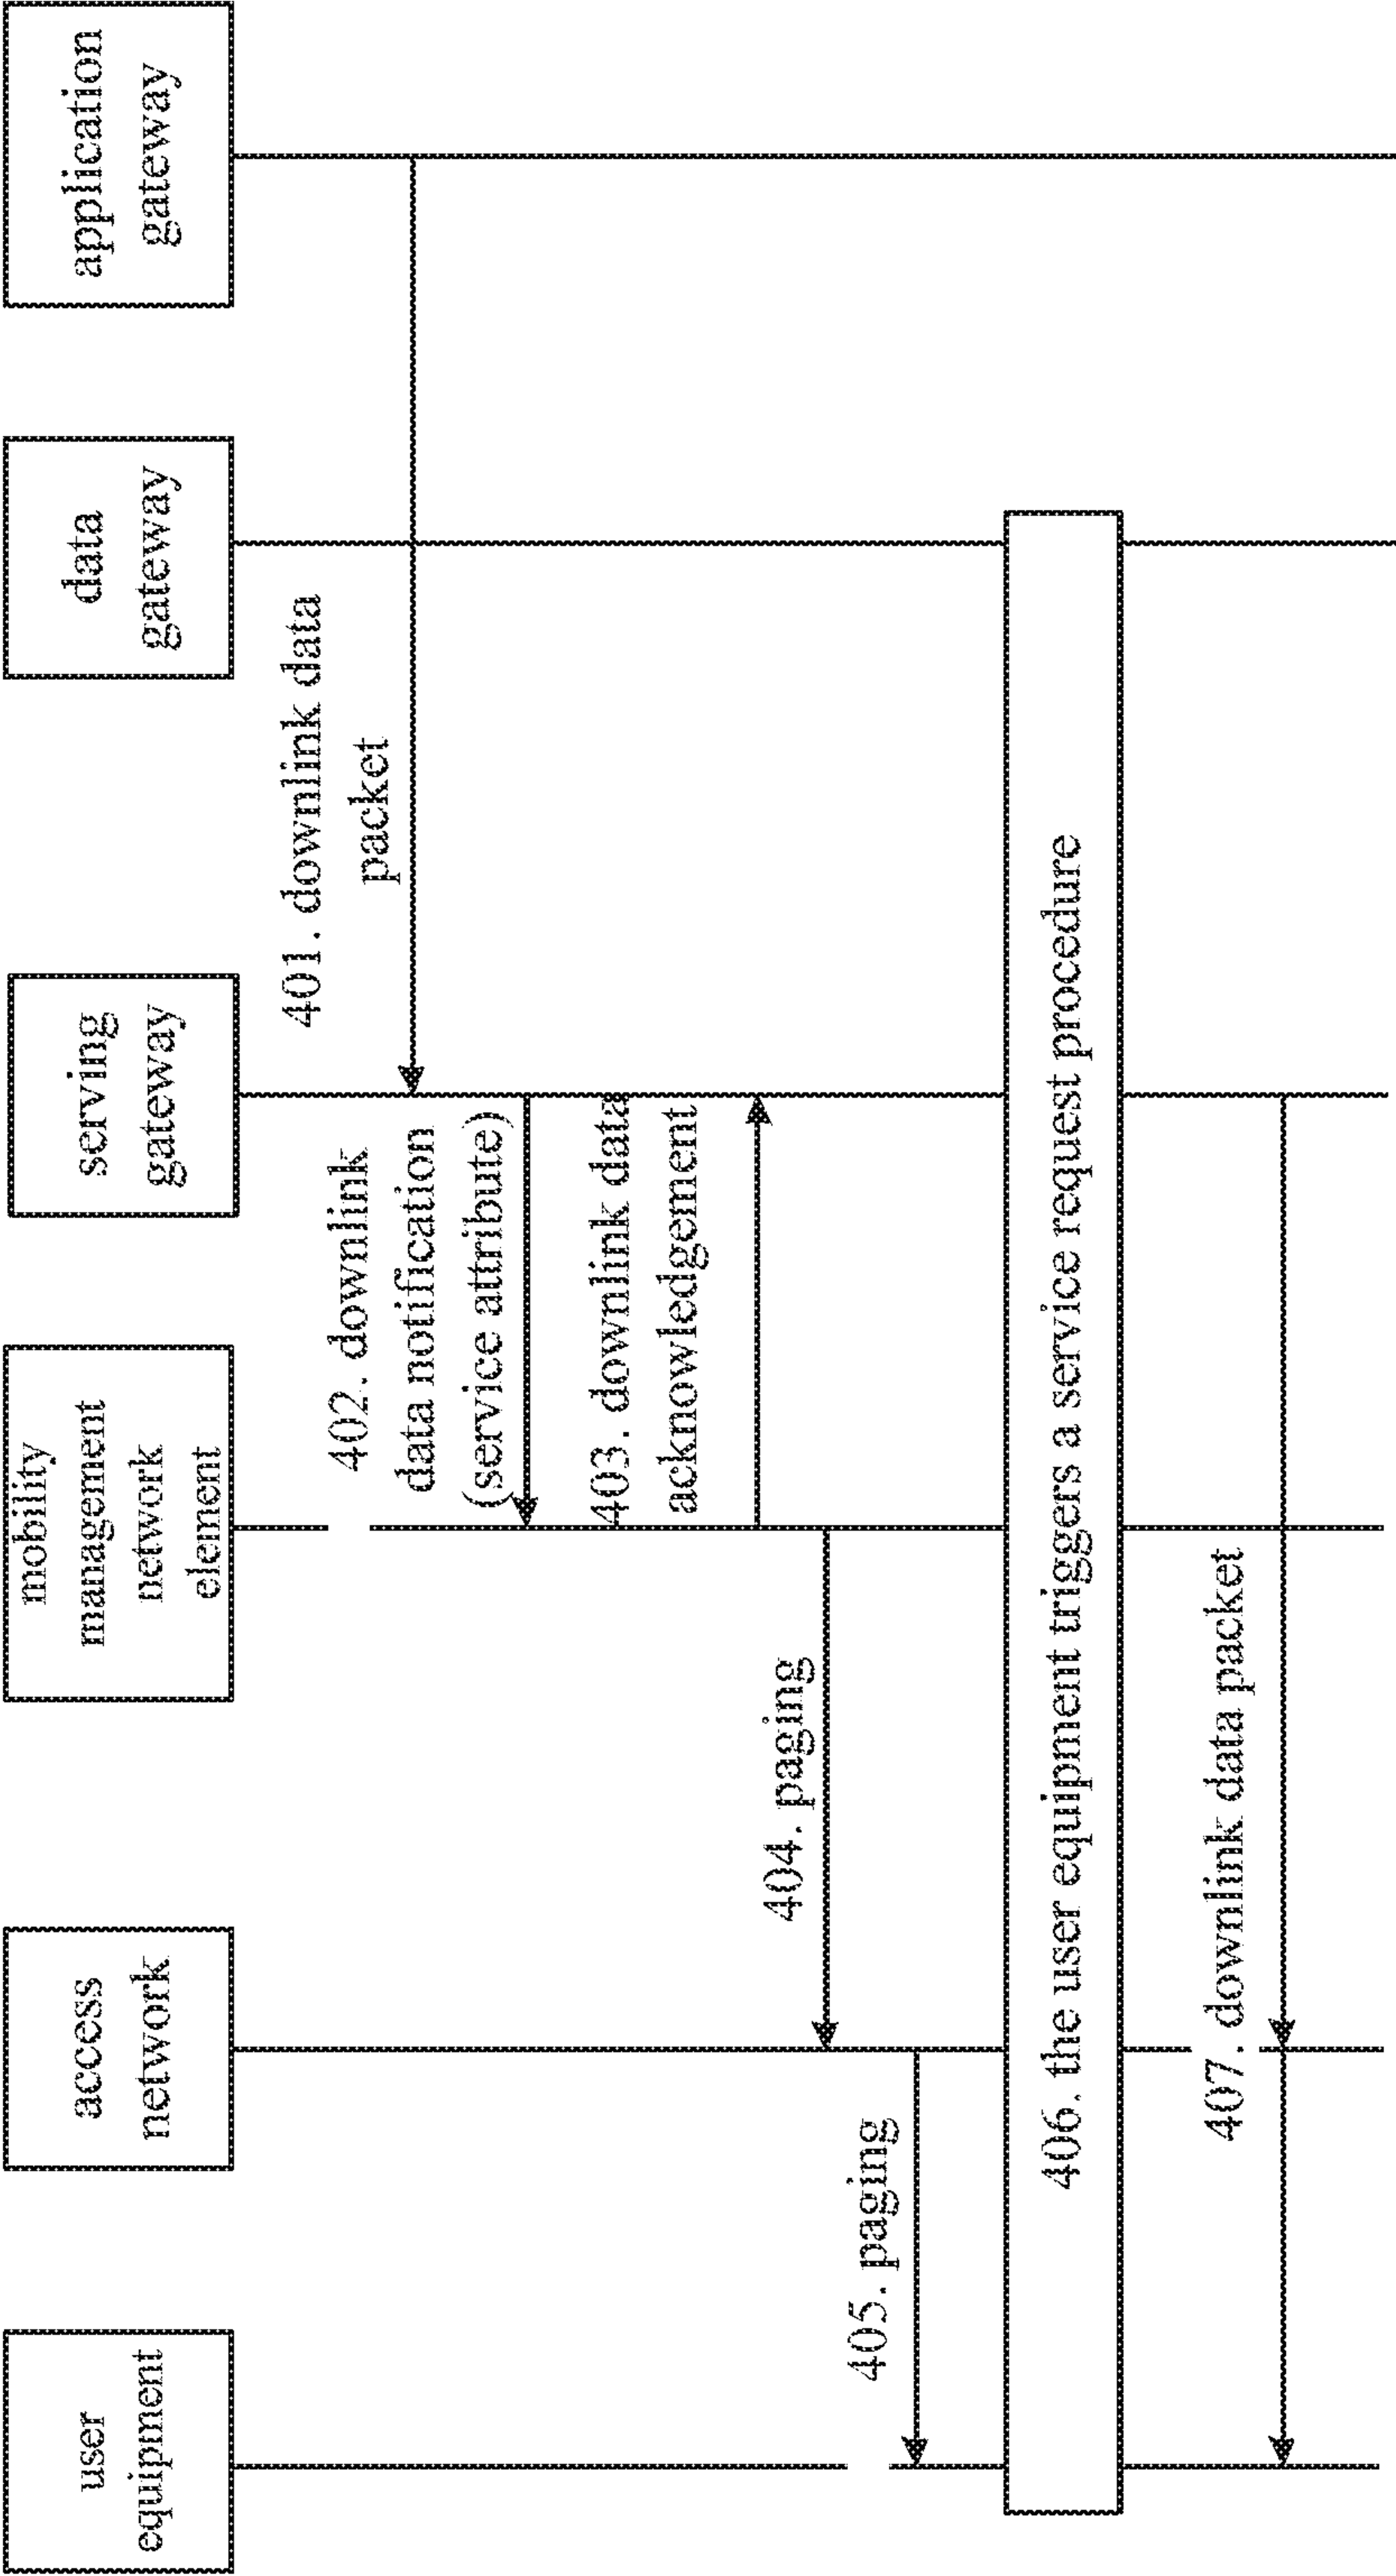 user
equipment
access
network
mobility
management
network
element
serving
gateway
data
gateway
application
gateway
401. downlink data
packet
402. downlink
data notification
(service attribute)
403. downlink data
acknowledgement
404. paging
405. paging
406. the user equipment triggers a service request procedure
407. downlink data packet